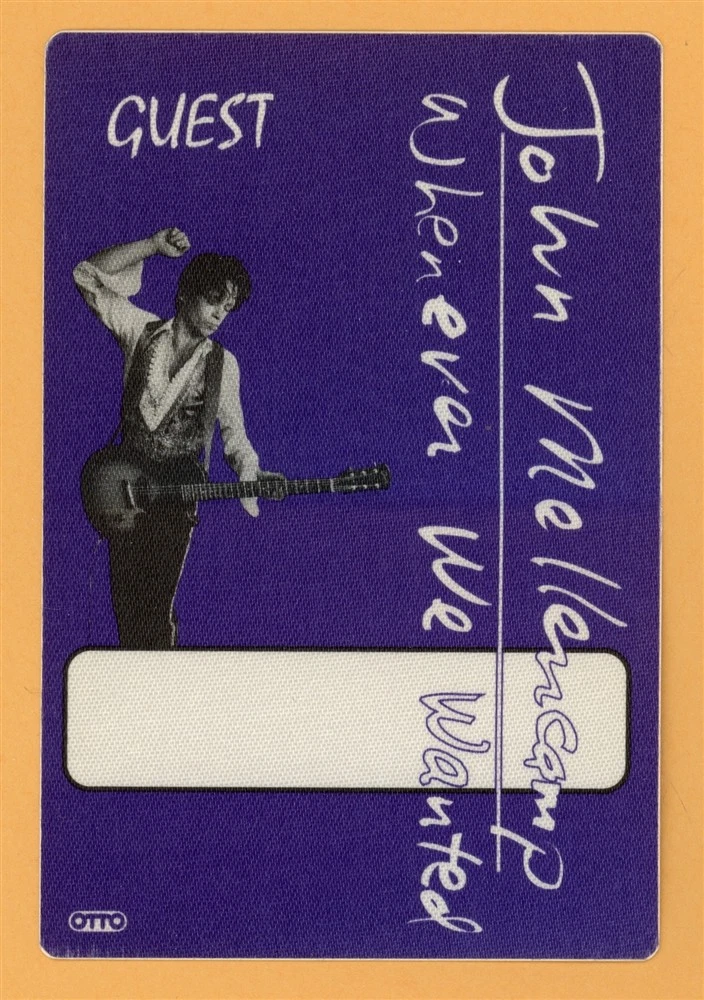 GUEST
John Mellencamp
Whenever We Wanted
OTTO